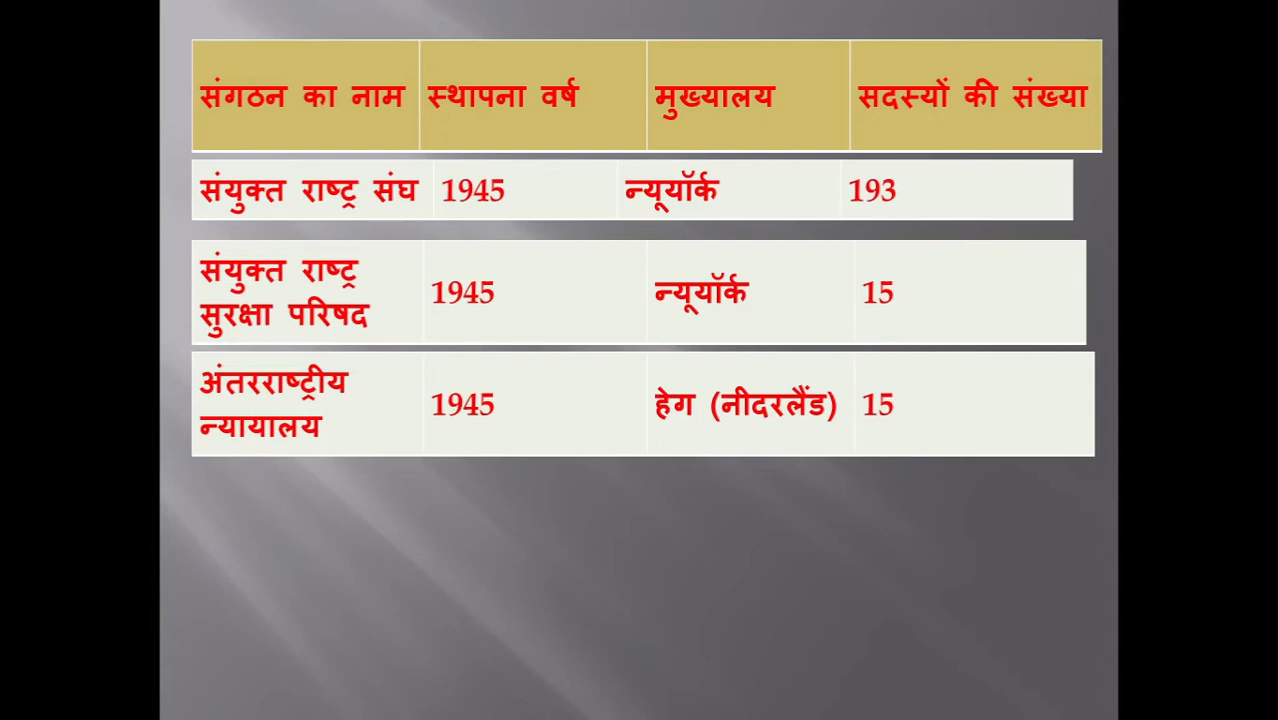 संगठन का नाम स्थापना वर्ष मुख्यालय सदस्यों की संख्या
संयुक्त राष्ट्र संघ 1945 न्यूयॉर्क 193
संयुक्त राष्ट्र
सुरक्षा परिषद 1945 न्यूयॉर्क 15
अंतरराष्ट्रीय
न्यायालय 1945 हेग (नीदरलैंड) 15